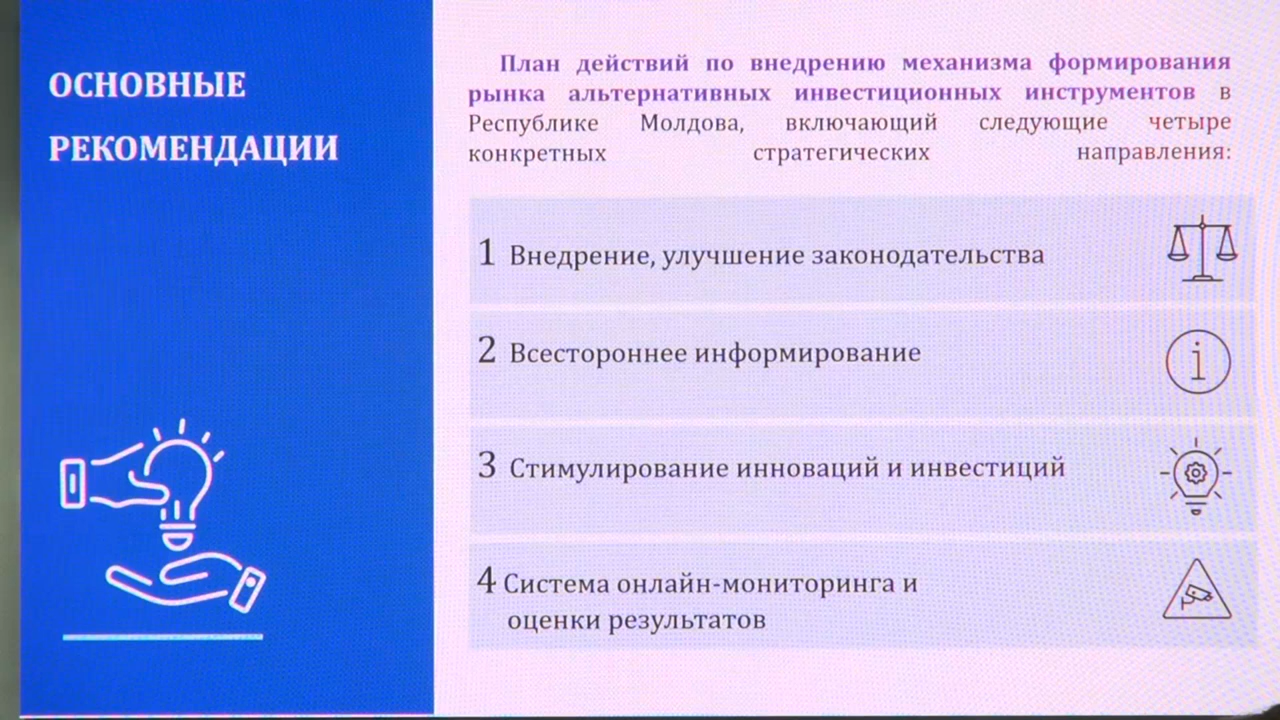 ОСНОВНЫЕ
РЕКОМЕНДАЦИИ
План действий по внедрению механизма формирования
рынка альтернативных инвестиционных инструментов в
Республике Молдова, включающий следующие четыре
конкретных стратегических направления:
1 Внедрение, улучшение законодательства
2 Всестороннее информирование
3 Стимулирование инноваций и инвестиций
4 Система онлайн-мониторинга и
оценки результатов